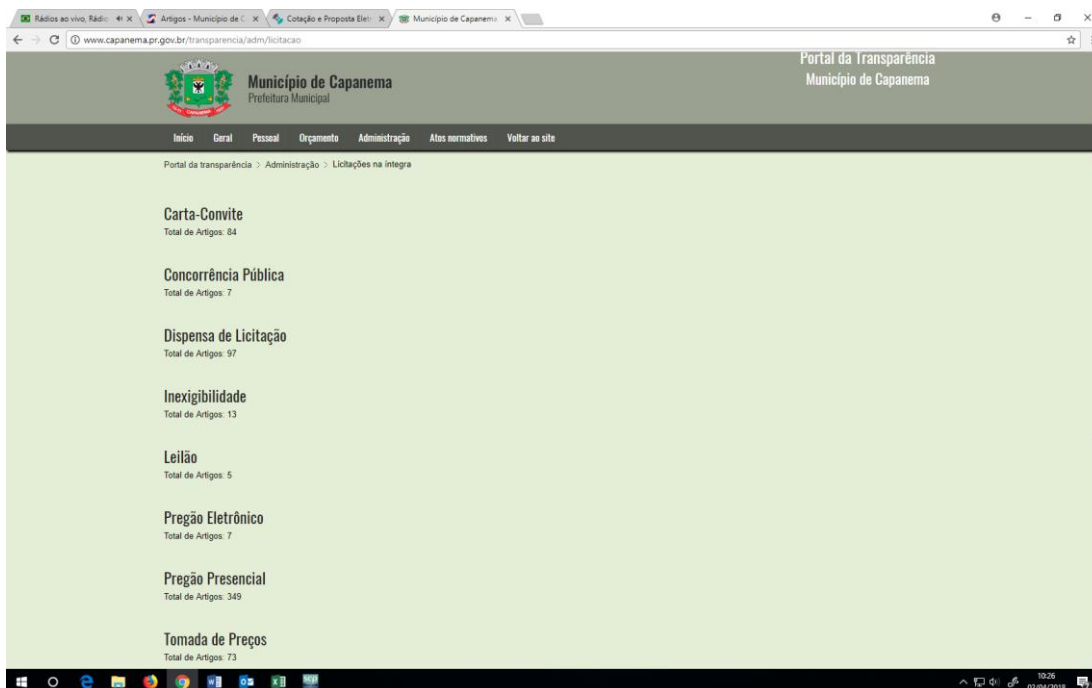 Rádios ao vivo, Rádio
Artigos - Município de C
Cotação e Proposta Eletr
Município de Capanema
www.capanema.pr.gov.br/transparencia/adm/licitacao
Portal da Transparência
Município de Capanema
Município de Capanema
Prefeitura Municipal
Início Geral Pessoal Orçamento Administração Atos normativos Voltar ao site
Portal da transparência > Administração > Licitações na íntegra
Carta-Convite
Total de Artigos: 84
Concorrência Pública
Total de Artigos: 7
Dispensa de Licitação
Total de Artigos: 97
Inexigibilidade
Total de Artigos: 13
Leilão
Total de Artigos: 5
Pregão Eletrônico
Total de Artigos: 7
Pregão Presencial
Total de Artigos: 349
Tomada de Preços
Total de Artigos: 73
10:26
03/04/2018